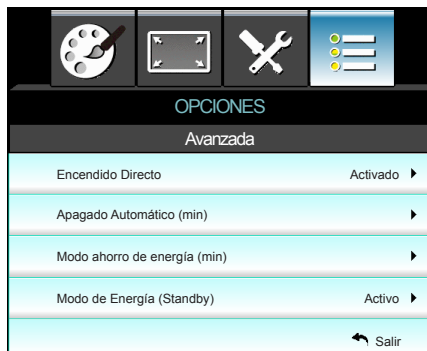 OPCIONES
Avanzada
Encendido Directo Activado
Apagado Automático (min)
Modo ahorro de energía (min)
Modo de Energía (Standby) Activo
Salir